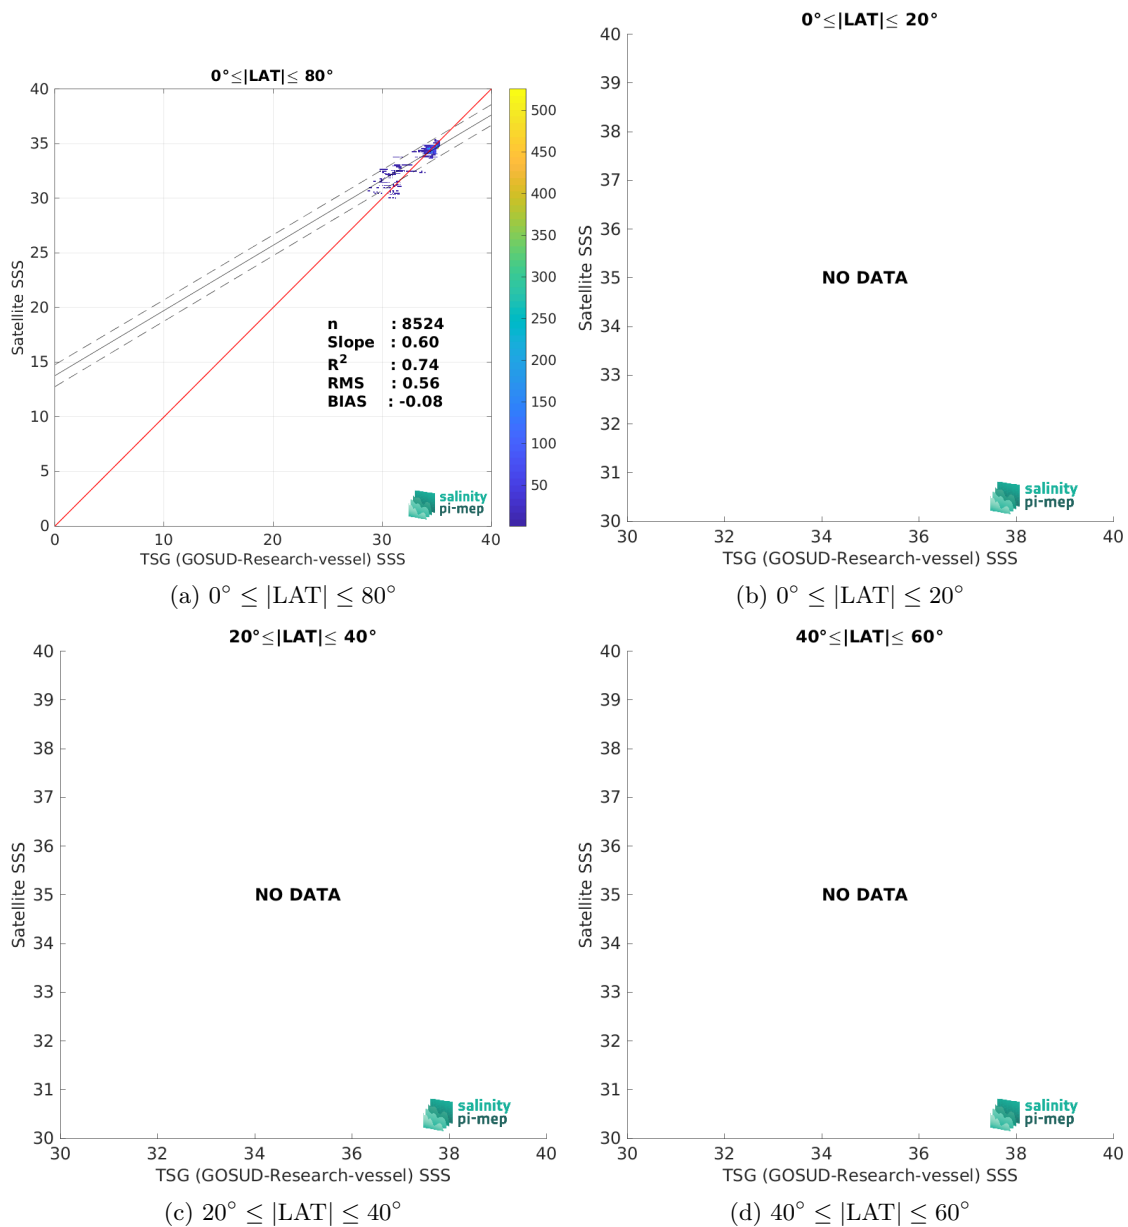 0°≤|LAT|≤ 80°
40
35
30
25
20
15
10
5
0
Satellite SSS
0
10
20
30
40
TSG (GOSUD-Research-vessel) SSS
500
450
400
350
300
250
200
150
100
50
n : 8524
Slope : 0.60
R² : 0.74
RMS : 0.56
BIAS : -0.08
salinity
pi-mep
(a) 0° ≤ |LAT| ≤ 80°
0°≤|LAT|≤ 20°
40
39
38
37
36
35
34
33
32
31
30
Satellite SSS
NO DATA
salinity
pi-mep
30
32
34
36
38
40
TSG (GOSUD-Research-vessel) SSS
(b) 0° ≤ |LAT| ≤ 20°
20°≤|LAT|≤ 40°
40
39
38
37
36
35
34
33
32
31
30
Satellite SSS
NO DATA
salinity
pi-mep
30
32
34
36
38
40
TSG (GOSUD-Research-vessel) SSS
(c) 20° ≤ |LAT| ≤ 40°
40°≤|LAT|≤ 60°
40
39
38
37
36
35
34
33
32
31
30
Satellite SSS
NO DATA
salinity
pi-mep
30
32
34
36
38
40
TSG (GOSUD-Research-vessel) SSS
(d) 40° ≤ |LAT| ≤ 60°